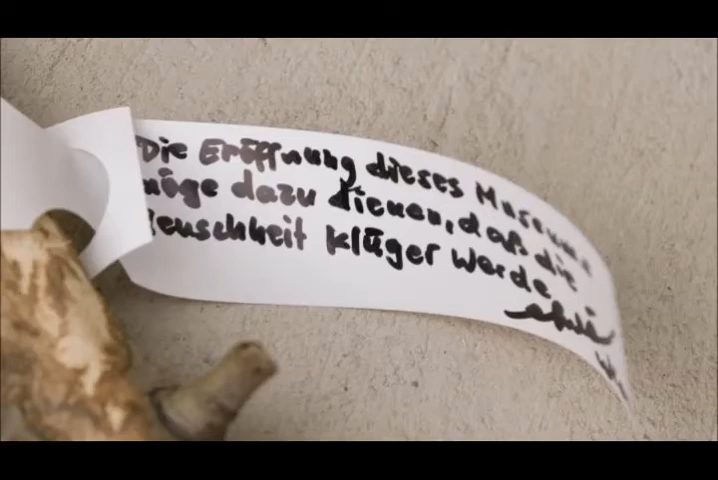 Die Eröffnung dieses Museums
möge dazu dienen, daß die
Menschheit klüger werde